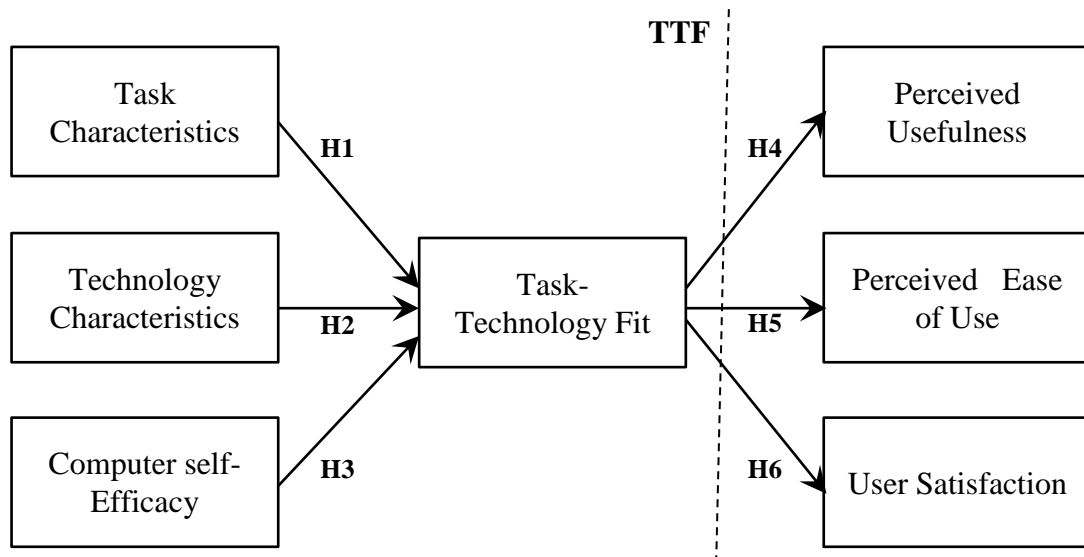 TTF
Task
Characteristics
H1
H4
Perceived
Usefulness
Technology
Characteristics
H2
Task-
Technology Fit
H5
Perceived Ease
of Use
Computer self-
Efficacy
H3
H6
User Satisfaction